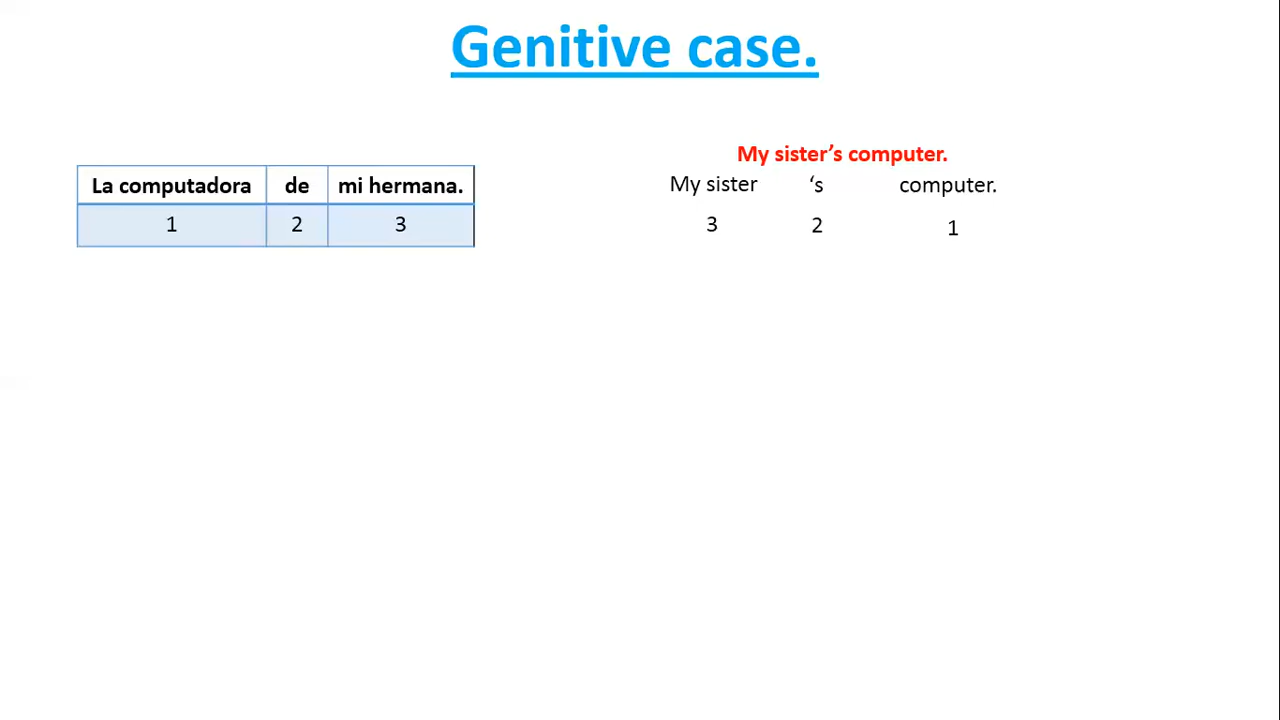 Genitive case.
La computadora de mi hermana.
1 2 3
My sister’s computer.
My sister ‘s computer.
3 2 1